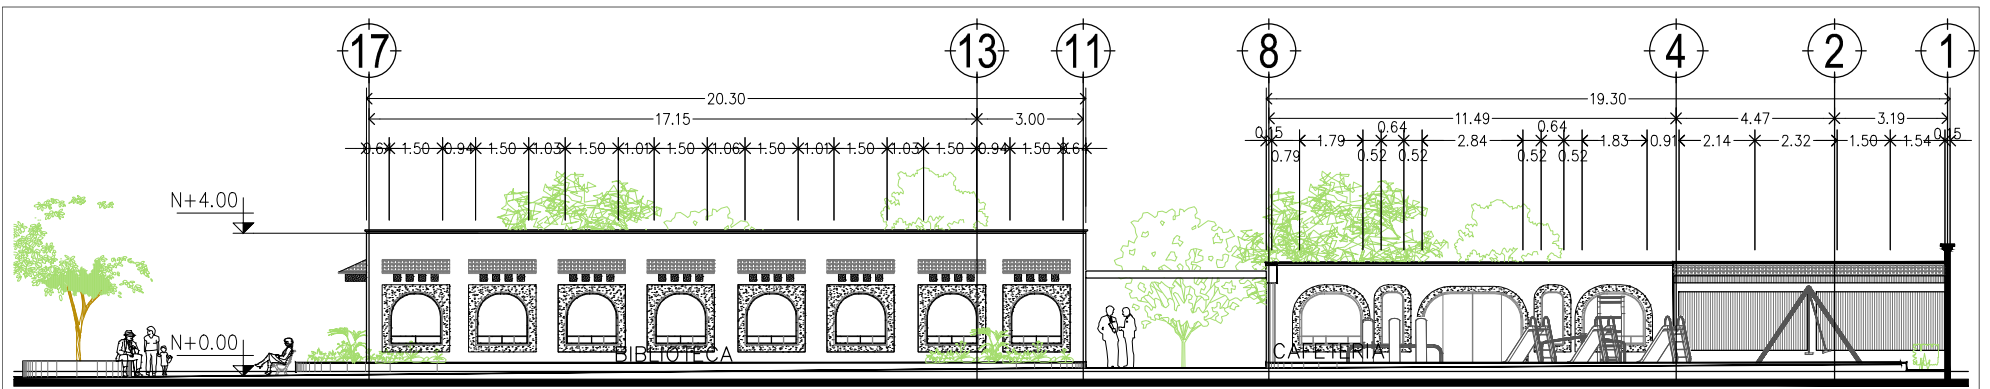 17 13 11 8 4 2 1
20.30 19.30
17.15 3.00 11.49 4.47 3.19
0.15 0.64 0.64 0.15
1.79 2.84 1.83 0.91 2.14 2.32 1.50 1.54
1.50 0.94 1.50 1.03 1.50 1.01 1.50 1.06 1.50 1.01 1.50 1.03 1.50 0.94 1.50
0.79 0.52 0.52 0.52 0.52
N+4.00
N+0.00
BIBLIOTECA CAFETERIA